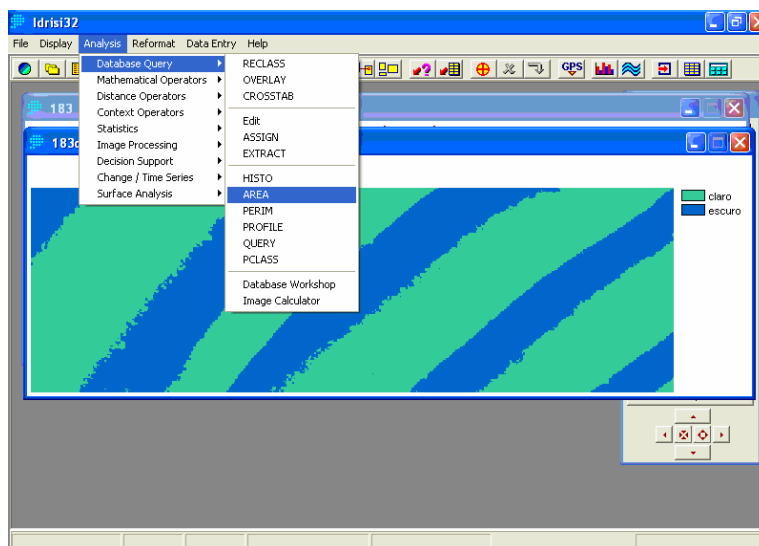 Idrisi32
File Display Analysis Reformat Data Entry Help
Database Query
Mathematical Operators
Distance Operators
Context Operators
Statistics
Image Processing
Decision Support
Change / Time Series
Surface Analysis
RECLASS
OVERLAY
CROSSTAB
Edit
ASSIGN
EXTRACT
HISTO
AREA
PERIM
PROFILE
QUERY
PCLASS
Database Workshop
Image Calculator
GPS
183
claro
escuro